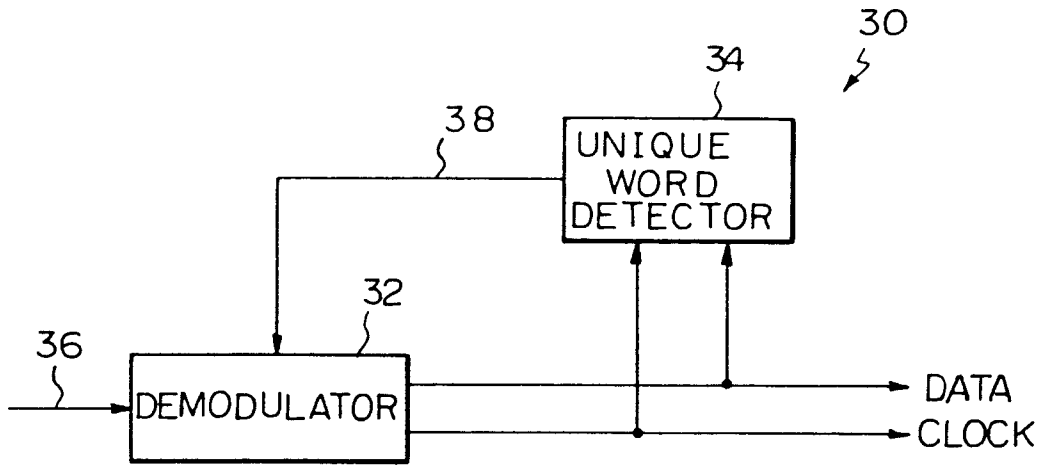 30
34
38
UNIQUE
WORD
DETECTOR
32
36
DEMODULATOR
DATA
CLOCK